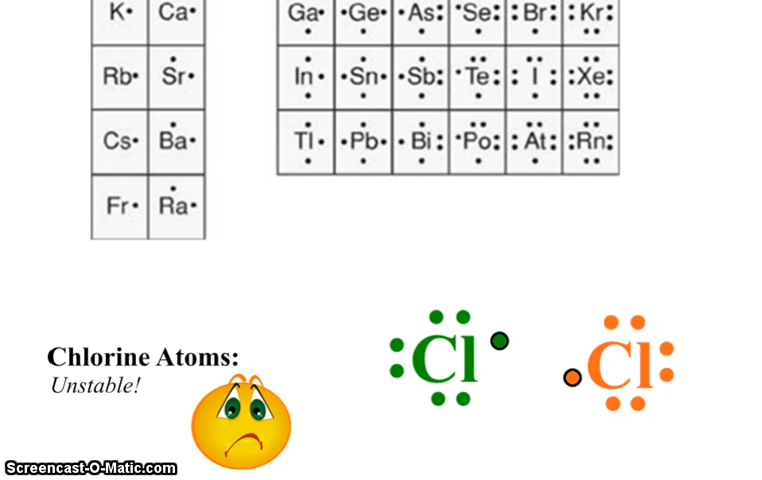 K Ca Ga Ge As Se Br Kr
Rb Sr In Sn Sb Te I Xe
Cs Ba Tl Pb Bi Po At Rn
Fr Ra
Chlorine Atoms:
Unstable!
Cl Cl
Screencast-O-Matic.com